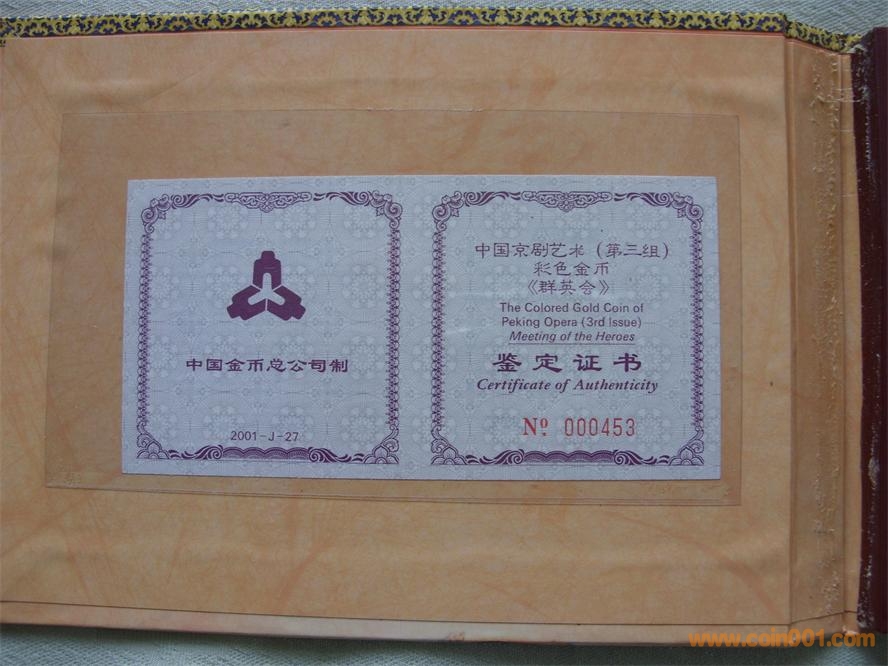 中国金币总公司制
2001-J-27
中国京剧艺术（第三组）
彩色金币
《群英会》
The Colored Gold Coin of
Peking Opera (3rd Issue)
Meeting of the Heroes
鉴定证书
Certificate of Authenticity
Nº 000453
www.coin001.com